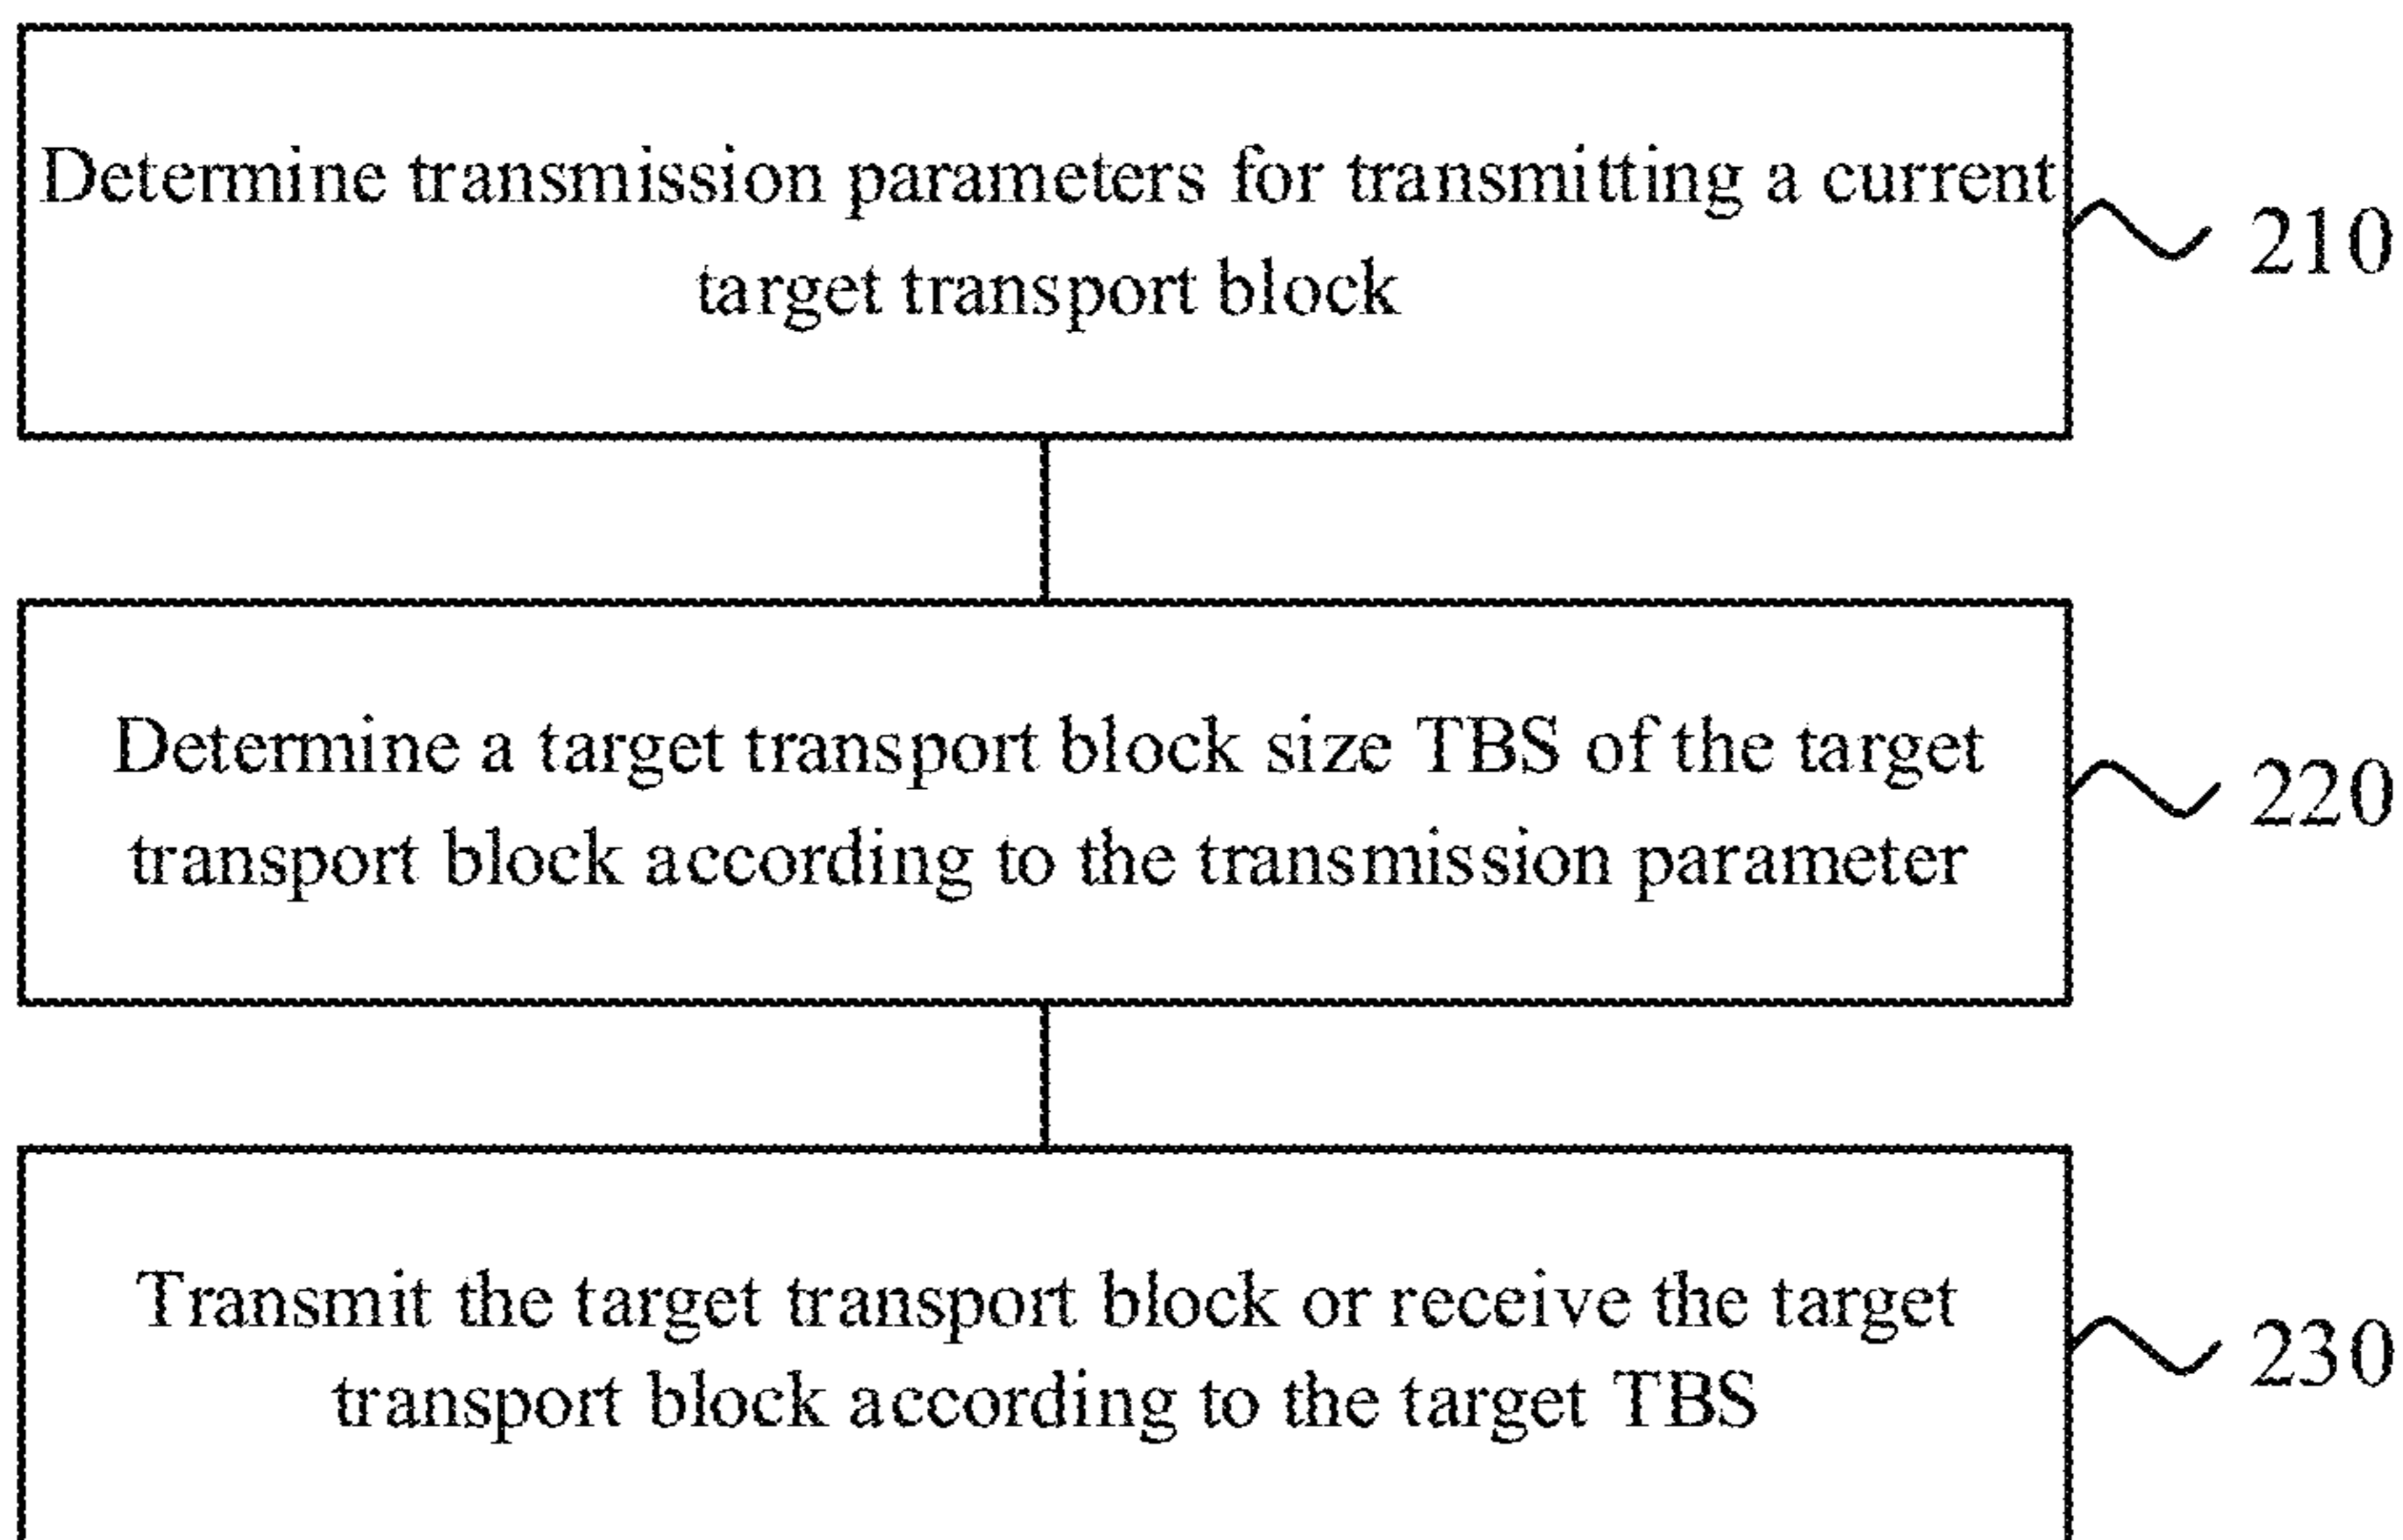 Determine transmission parameters for transmitting a current
target transport block
210
Determine a target transport block size TBS of the target
transport block according to the transmission parameter
220
Transmit the target transport block or receive the target
transport block according to the target TBS
230